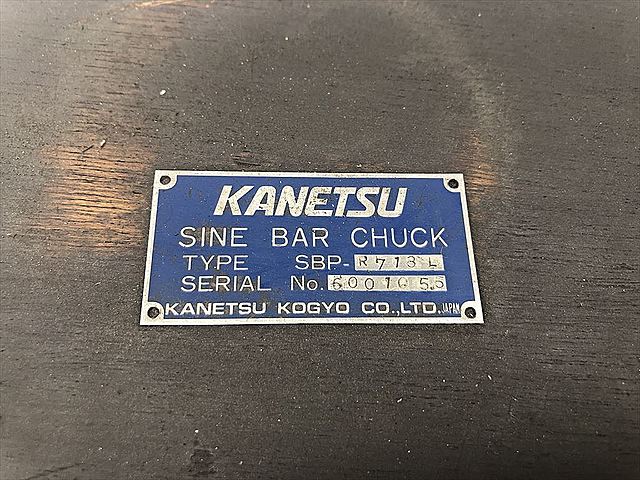 KANETSU
SINE BAR CHUCK
TYPE SBP-R713L
SERIAL No.
KANETSU KOGYO CO.,LTD. JAPAN